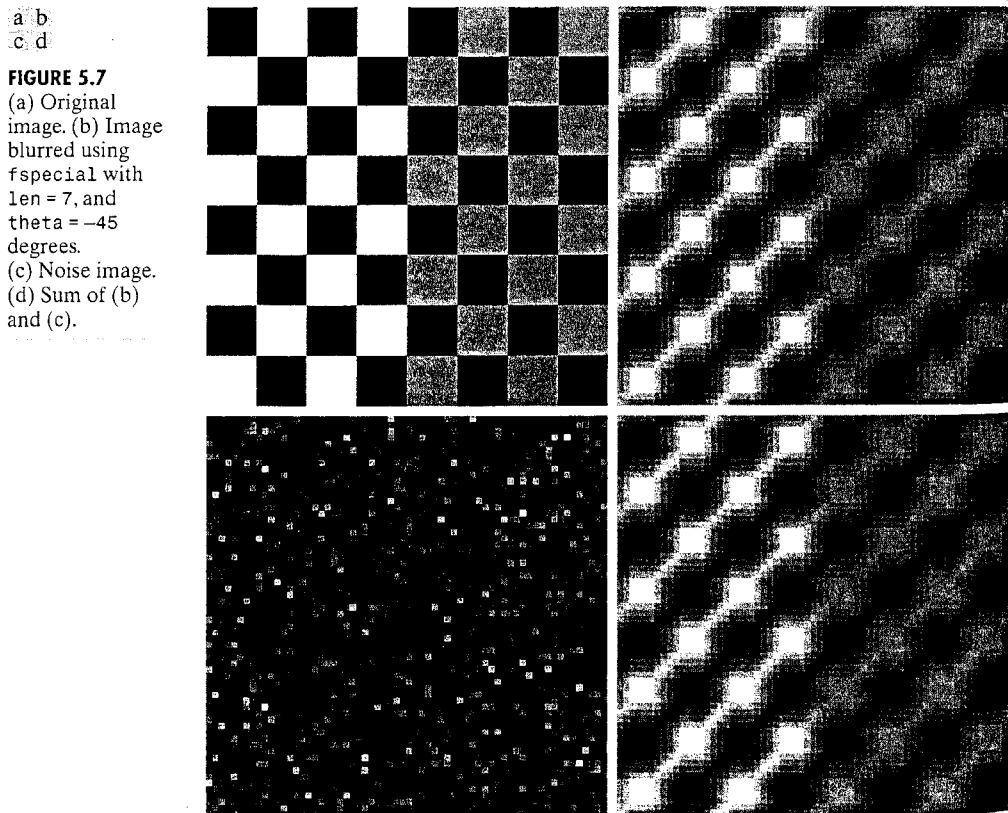 a b
c d
FIGURE 5.7
(a) Original
image. (b) Image
blurred using
fspecial with
len = 7, and
theta = −45
degrees.
(c) Noise image.
(d) Sum of (b)
and (c).